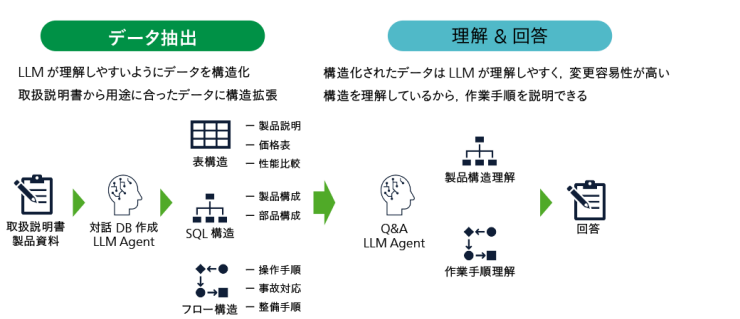 データ抽出
LLM が理解しやすいようにデータを構造化
取扱説明書から用途に合ったデータに構造拡張
取扱説明書
製品資料
対話 DB 作成
LLM Agent
表構造
ー 製品説明
ー 価格表
ー 性能比較
SQL 構造
ー 製品構成
ー 部品構成
フロー構造
ー 操作手順
ー 事故対応
ー 整備手順
理解 & 回答
構造化されたデータは LLM が理解しやすく, 変更容易性が高い
構造を理解しているから, 作業手順を説明できる
Q&A
LLM Agent
製品構造理解
作業手順理解
回答